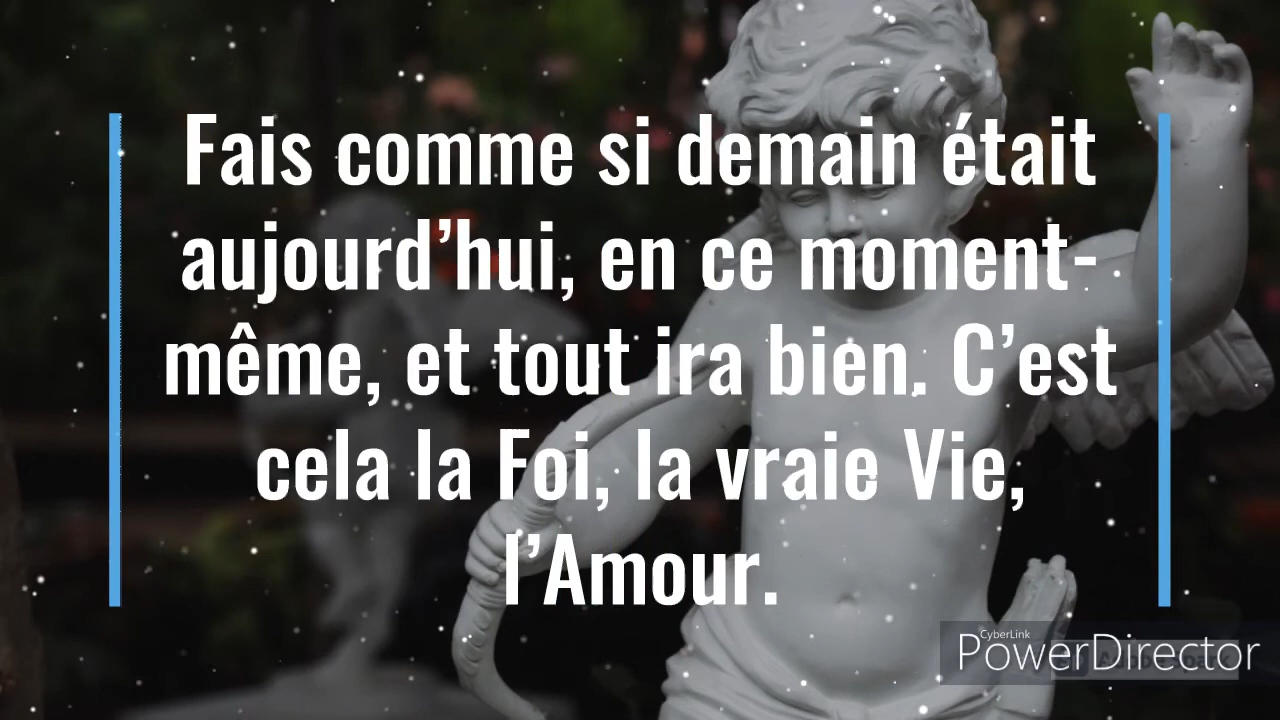 Fais comme si demain était
aujourd’hui, en ce moment-
même, et tout ira bien. C’est
cela la Foi, la vraie Vie,
l’Amour.
CyberLink
PowerDirector